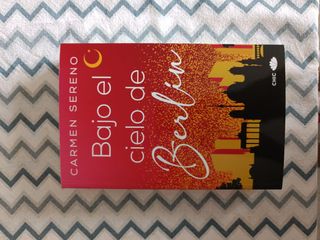 CARMEN SERENO
Bajo el
cielo de
Berlín
CHIC